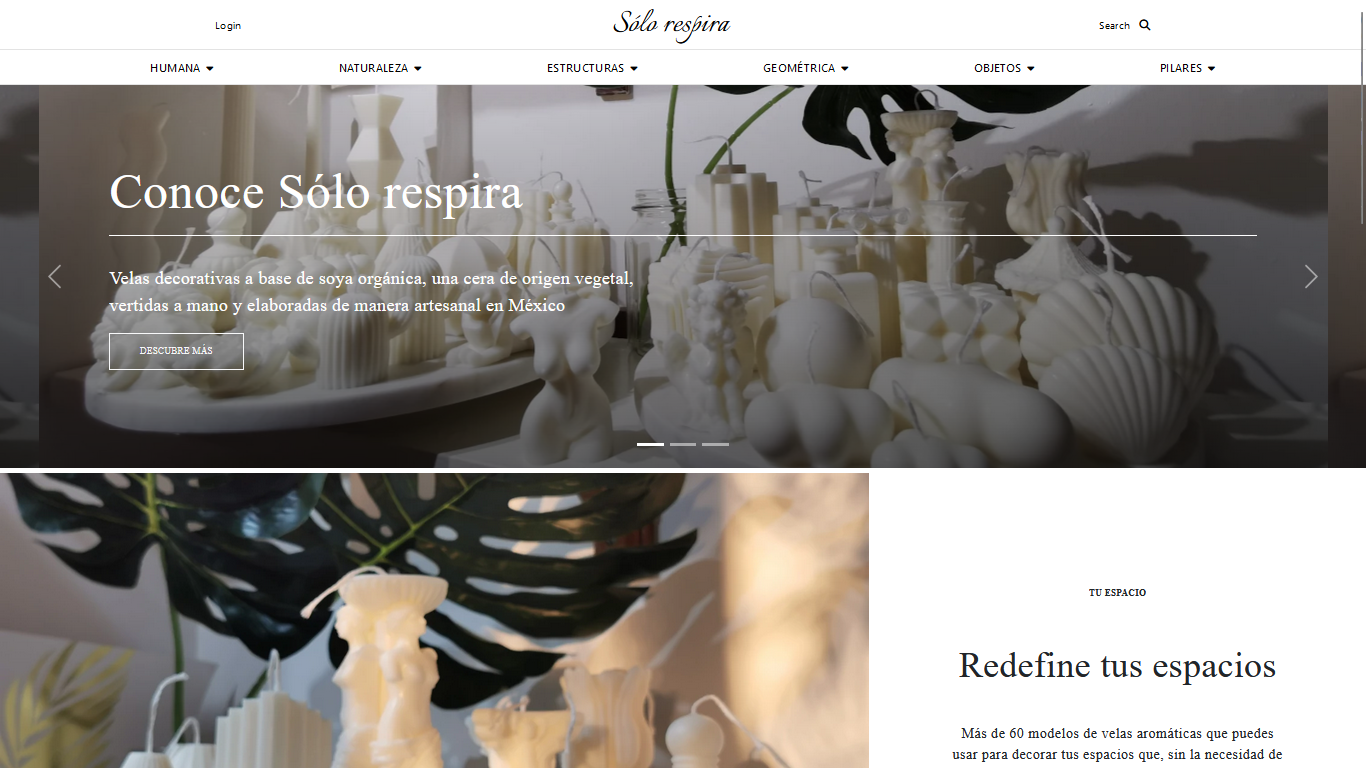 Login
Sólo respira
Search
HUMANA
NATURALEZA
ESTRUCTURAS
GEOMÉTRICA
OBJETOS
PILARES
Conoce Sólo respira
Velas decorativas a base de soya orgánica, una cera de origen vegetal,
vertidas a mano y elaboradas de manera artesanal en México
DESCUBRE MÁS
TU ESPACIO
Redefine tus espacios
Más de 60 modelos de velas aromáticas que puedes
usar para decorar tus espacios que, sin la necesidad de